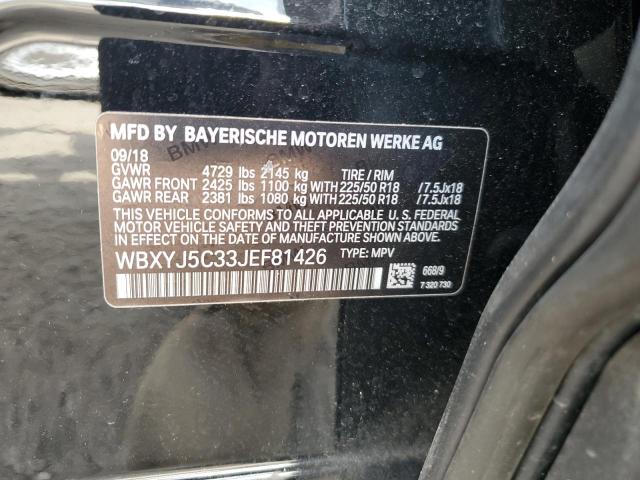 MFD BY BAYERISCHE MOTOREN WERKE AG
09/18
GVWR 4729 lbs 2145 kg TIRE / RIM
GAWR FRONT 2425 lbs 1100 kg WITH 225/50 R18 /7.5Jx18
GAWR REAR 2381 lbs 1080 kg WITH 225/50 R18 /7.5Jx18
THIS VEHICLE CONFORMS TO ALL APPLICABLE U. S. FEDERAL
MOTOR VEHICLE SAFETY, BUMPER, AND THEFT PREVENTION
STANDARDS IN EFFECT ON THE DATE OF MANUFACTURE SHOWN ABOVE.
WBXYJ5C33JEF81426 TYPE: MPV
668/9
7 320 730